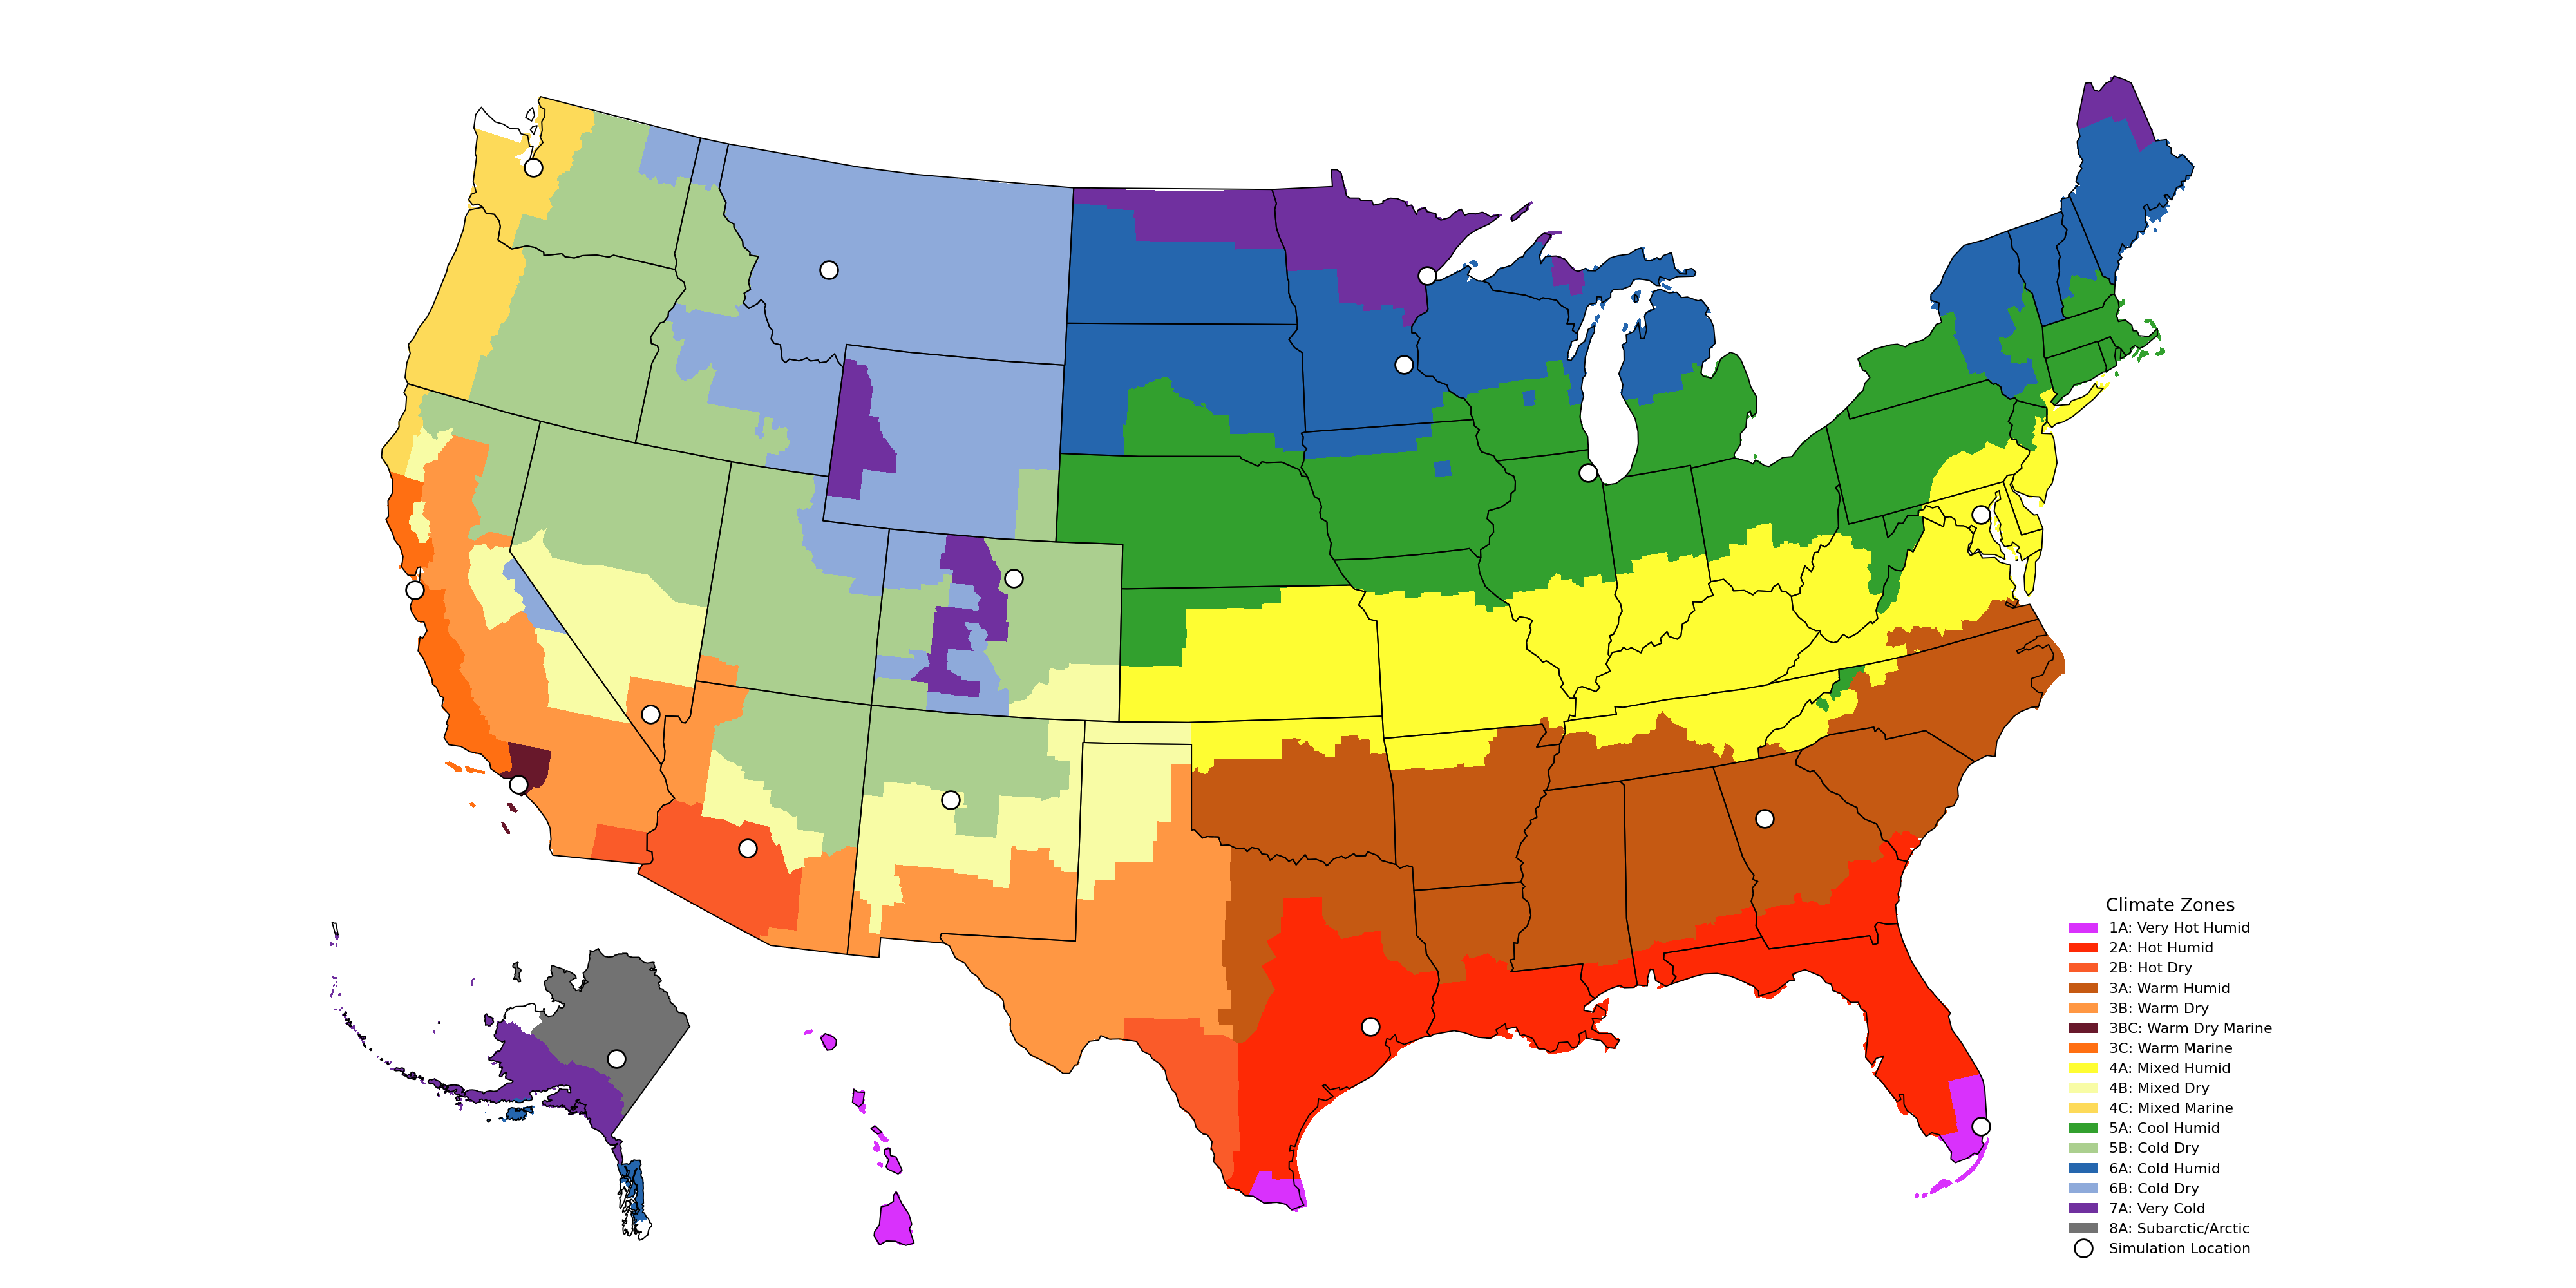 Climate Zones
1A: Very Hot Humid
2A: Hot Humid
2B: Hot Dry
3A: Warm Humid
3B: Warm Dry
3BC: Warm Dry Marine
3C: Warm Marine
4A: Mixed Humid
4B: Mixed Dry
4C: Mixed Marine
5A: Cool Humid
5B: Cold Dry
6A: Cold Humid
6B: Cold Dry
7A: Very Cold
8A: Subarctic/Arctic
Simulation Location